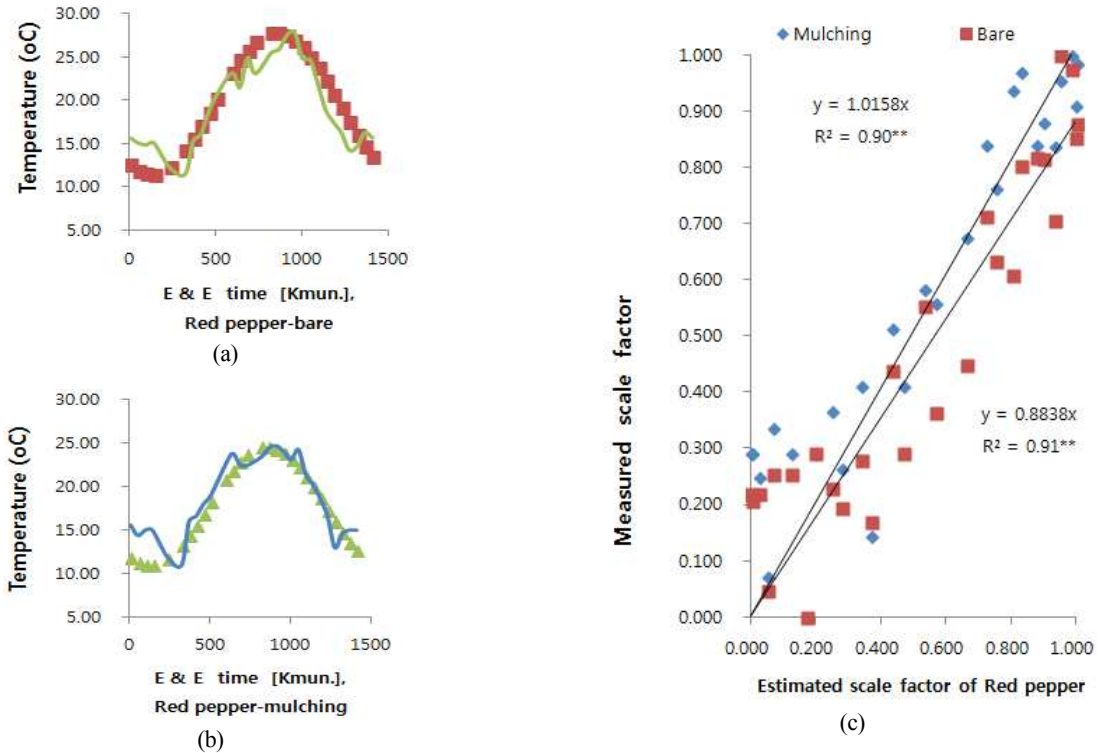 30.00
25.00
20.00
15.00
10.00
5.00
Temperature (oC)
0 500 1000 1500
E & E time [Kmun.],
Red pepper-bare
(a)
30.00
25.00
20.00
15.00
10.00
5.00
Temperature (oC)
0 500 1000 1500
E & E time [Kmun.],
Red pepper-mulching
(b)
Mulching Bare
1.000
0.900
0.800
0.700
0.600
0.500
0.400
0.300
0.200
0.100
0.000
Measured scale factor
y = 1.0158x
R² = 0.90**
y = 0.8838x
R² = 0.91**
0.000 0.200 0.400 0.600 0.800 1.000
Estimated scale factor of Red pepper
(c)